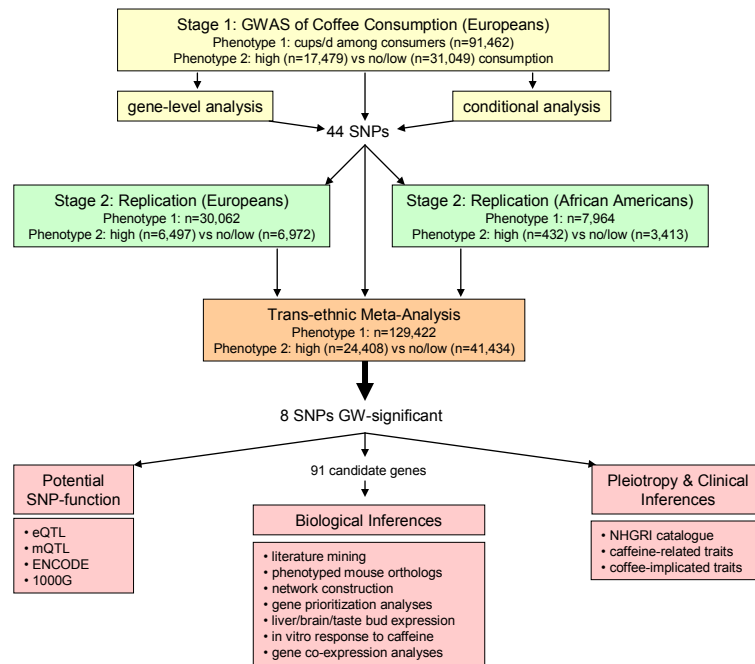 Stage 1: GWAS of Coffee Consumption (Europeans)
Phenotype 1: cups/d among consumers (n=91,462)
Phenotype 2: high (n=17,479) vs no/low (n=31,049) consumption
gene-level analysis
conditional analysis
44 SNPs
Stage 2: Replication (Europeans)
Phenotype 1: n=30,062
Phenotype 2: high (n=6,497) vs no/low (n=6,972)
Stage 2: Replication (African Americans)
Phenotype 1: n=7,964
Phenotype 2: high (n=432) vs no/low (n=3,413)
Trans-ethnic Meta-Analysis
Phenotype 1: n=129,422
Phenotype 2: high (n=24,408) vs no/low (n=41,434)
8 SNPs GW-significant
91 candidate genes
Potential
SNP-function
• eQTL
• mQTL
• ENCODE
• 1000G
Biological Inferences
• literature mining
• phenotyped mouse orthologs
• network construction
• gene prioritization analyses
• liver/brain/taste bud expression
• in vitro response to caffeine
• gene co-expression analyses
Pleiotropy & Clinical
Inferences
• NHGRI catalogue
• caffeine-related traits
• coffee-implicated traits